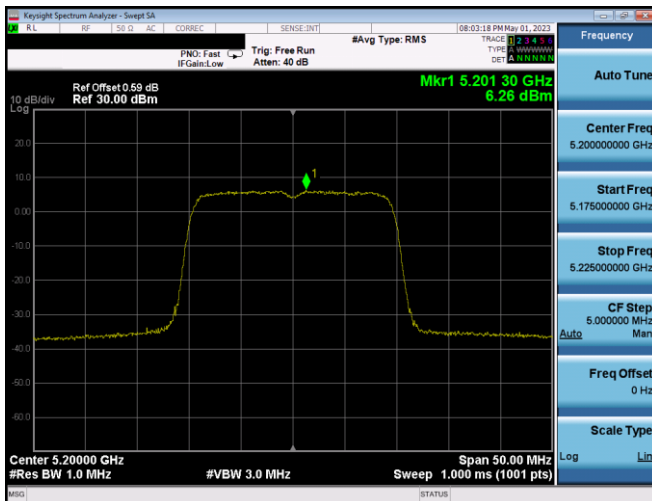 Keysight Spectrum Analyzer - Swept SA
RL RF 50 Ω AC CORREC SENSE:INT 08:03:18 PM May 01, 2023
#Avg Type: RMS
TRACE 1 2 3 4 5 6
TYPE A WWWWW
DET A N N N N N
PNO: Fast
IFGain:Low
Trig: Free Run
Atten: 40 dB
Mkr1 5.201 30 GHz
6.26 dBm
Ref Offset 0.59 dB
Ref 30.00 dBm
10 dB/div
Log
20.0
10.0
0.00
-10.0
-20.0
-30.0
-40.0
-50.0
-60.0
1
Center 5.20000 GHz
#Res BW 1.0 MHz
#VBW 3.0 MHz
Span 50.00 MHz
Sweep 1.000 ms (1001 pts)
MSG
STATUS
Frequency
Auto Tune
Center Freq
5.200000000 GHz
Start Freq
5.175000000 GHz
Stop Freq
5.225000000 GHz
CF Step
5.000000 MHz
Auto Man
Freq Offset
0 Hz
Scale Type
Log Lin